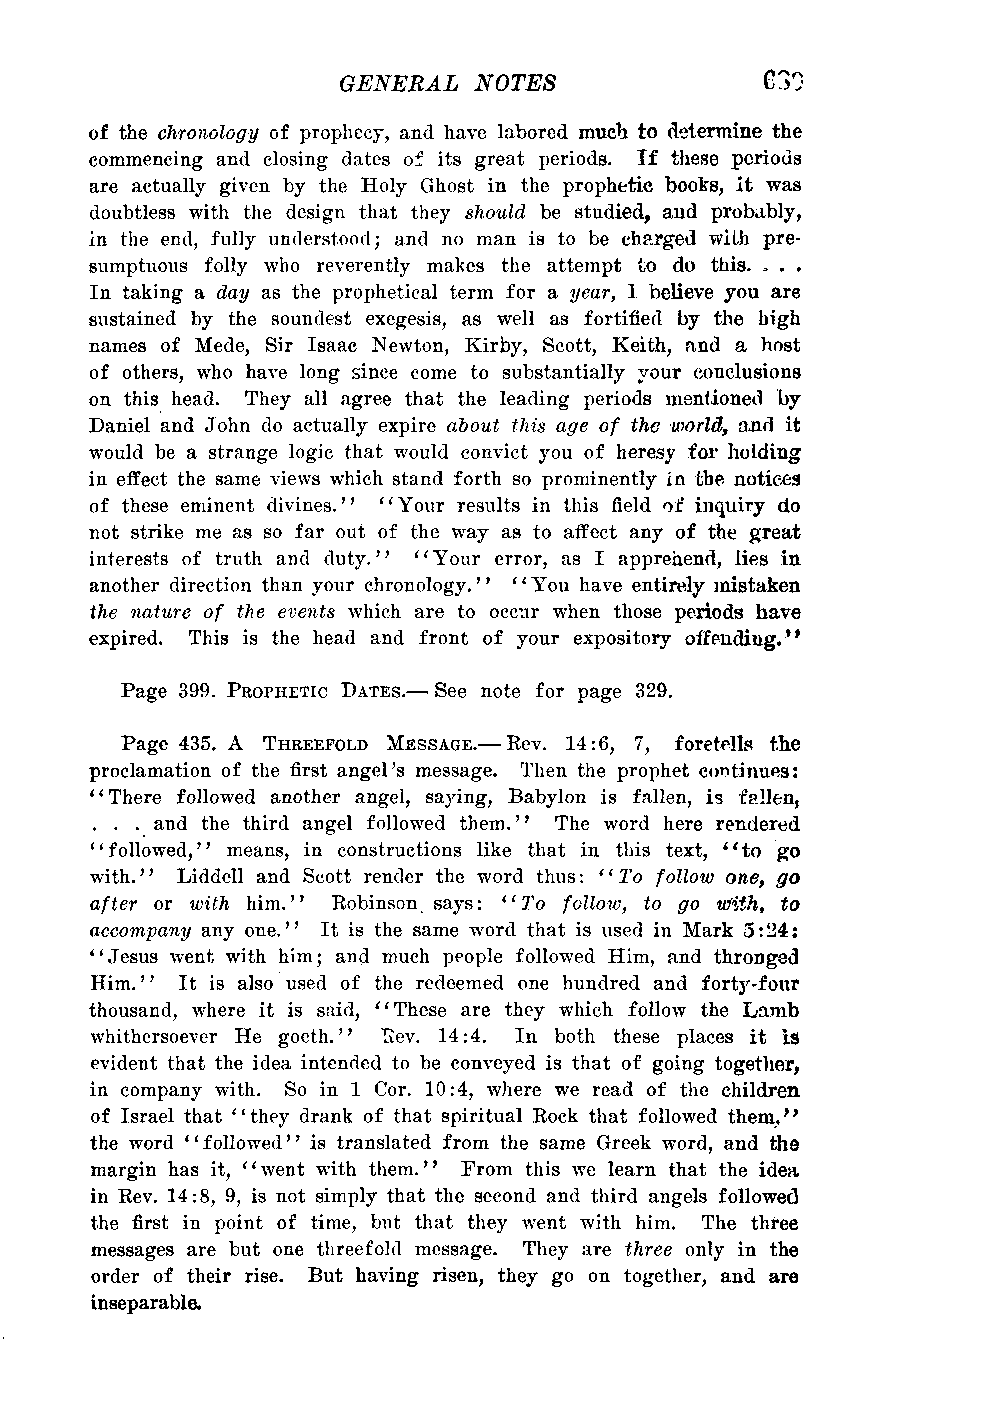 GENERAL NOTES
of the chronology of prophecy, and have labored much to determine the
commencing and closing dates of its great periods. If these periods
are actually given by the Holy Ghost in the prophetic books, it was
doubtless with the design that they should be studied, and probably,
in the end, fully understood; and no man is to be charged with pre-
sumptuous folly who reverently makes the attempt to do this. . . .
In taking a day as the prophetical term for a year, I believe you are
sustained by the soundest exegesis, as well as fortified by the high
names of Mede, Sir Isaac Newton, Kirby, Scott, Keith, and a host
of others, who have long since come to substantially your conclusions
on this head. They all agree that the leading periods mentioned by
Daniel and John do actually expire about this age of the world, and it
would be a strange logic that would convict you of heresy for holding
in effect the same views which stand forth so prominently in the notices
of these eminent divines.'' ''Your results in this field of inquiry do
not strike me as so far out of the way as to affect any of the great
interests of truth and duty.'' ''Your error, as I apprehend, lies in
another direction than your chronology.'' ''You have entirely mistaken
the nature of the events which are to occur when those periods have
expired. This is the head and front of your expository offending.''
Page 399. PROPHETIC DATES.— See note for page 329.
Page 435. A THREEFOLD MESSAGE.— Rev. 14:6, 7, foretells the
proclamation of the first angel's message. Then the prophet continues:
''There followed another angel, saying, Babylon is fallen, is fallen,
. . . and the third angel followed them.'' The word here rendered
''followed,'' means, in constructions like that in this text, ''to go
with.'' Liddell and Scott render the word thus: ''To follow one, go
after or with him.'' Robinson says: ''To follow, to go with, to
accompany any one.'' It is the same word that is used in Mark 5:24:
''Jesus went with him; and much people followed Him, and thronged
Him.'' It is also used of the redeemed one hundred and forty-four
thousand, where it is said, ''These are they which follow the Lamb
whithersoever He goeth.'' Rev. 14:4. In both these places it is
evident that the idea intended to be conveyed is that of going together,
in company with. So in 1 Cor. 10:4, where we read of the children
of Israel that ''they drank of that spiritual Rock that followed them,''
the word ''followed'' is translated from the same Greek word, and the
margin has it, ''went with them.'' From this we learn that the idea
in Rev. 14:8, 9, is not simply that the second and third angels followed
the first in point of time, but that they went with him. The three
messages are but one threefold message. They are three only in the
order of their rise. But having risen, they go on together, and are
inseparable.